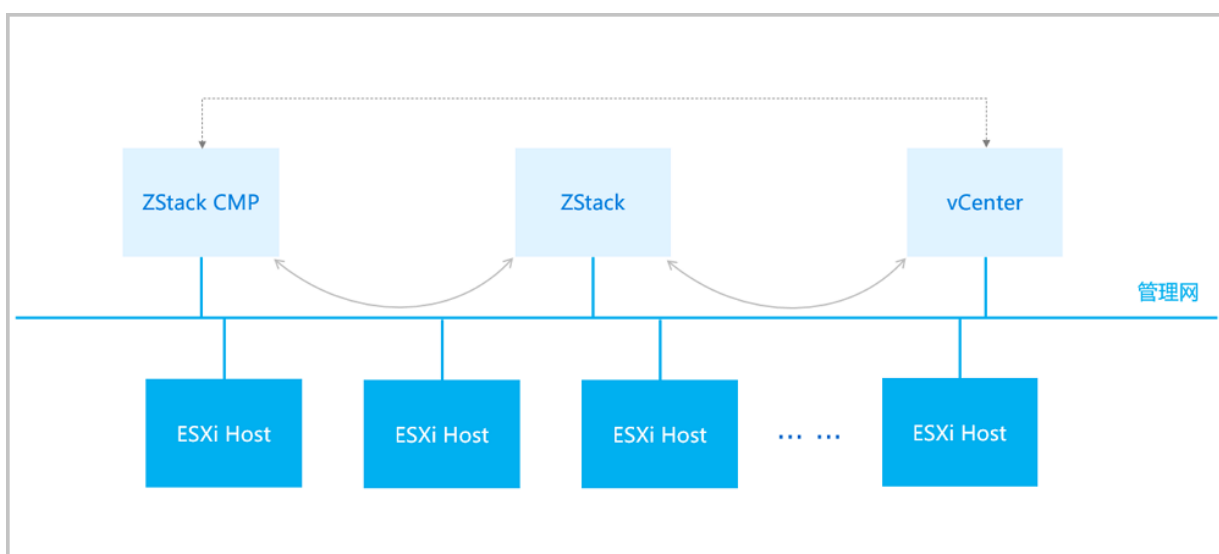 ZStack CMP
ZStack
vCenter
管理网
ESXi Host
ESXi Host
ESXi Host
... ...
ESXi Host